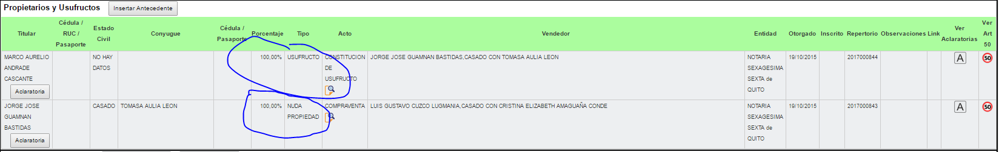 Propietarios y Usufructos Insertar Antecedente
Titular Cédula / RUC / Pasaporte Estado Civil Conyugue Cédula / Pasaporte Porcentaje Tipo Acto Vendedor Entidad Otorgado Inscrito Repertorio Observaciones Link Ver Aclaratorias Ver Art 50
MARCO AURELIO NO HAY 100,00% USUFRUCTO CONSTITUCION JORGE JOSE GUAMNAN BASTIDAS,CASADO CON TOMASA AULIA LEON NOTARIA 19/10/2015 2017000844 A 50
ANDRADE DATOS DE SEXAGESIMA
CASCANTE USUFRUCTO SEXTA de
Aclaratoria QUITO
JORGE JOSE CASADO TOMASA AULIA LEON 100,00% NUDA COMPRAVENTA LUIS GUSTAVO CUZCO LUGMANIA,CASADO CON CRISTINA ELIZABETH AMAGUAÑA CONDE NOTARIA 19/10/2015 2017000843 A 50
GUAMNAN PROPIEDAD SEXAGESIMA
BASTIDAS SEXTA de
Aclaratoria QUITO